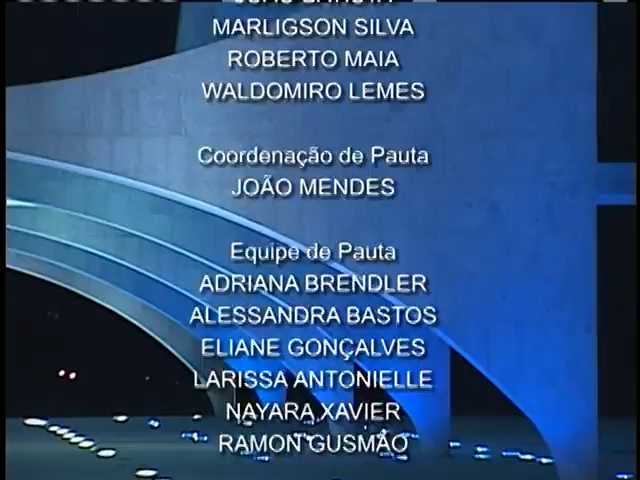 MARLIGSON SILVA
ROBERTO MAIA
WALDOMIRO LEMES
Coordenação de Pauta
JOÃO MENDES
Equipe de Pauta
ADRIANA BRENDLER
ALESSANDRA BASTOS
ELIANE GONÇALVES
LARISSA ANTONIELLE
NAYARA XAVIER
RAMON GUSMÃO